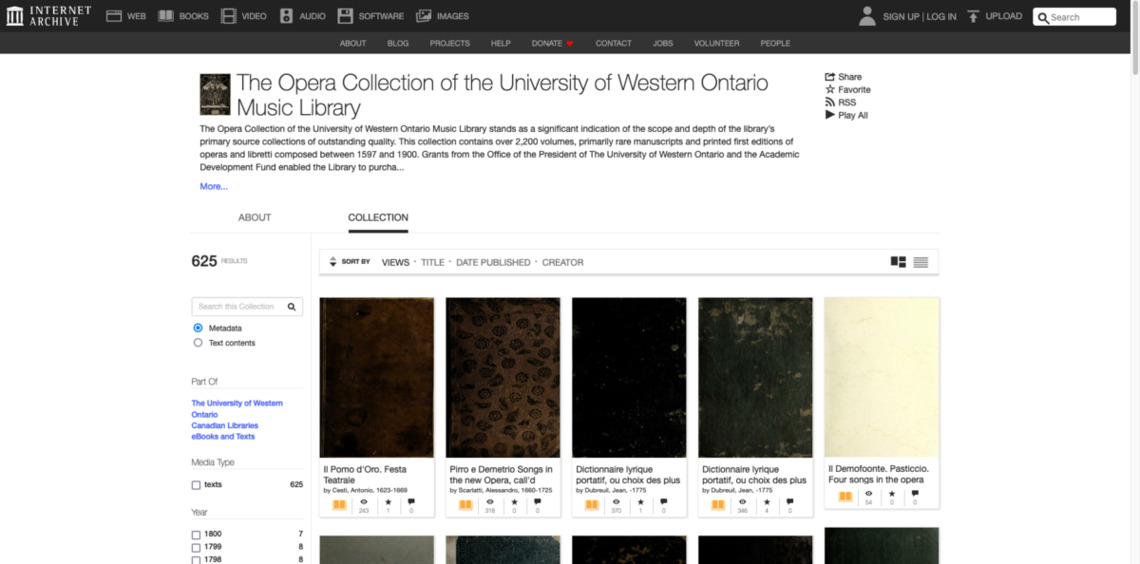 INTERNET
ARCHIVE
WEB
BOOKS
VIDEO
AUDIO
SOFTWARE
IMAGES
SIGN UP | LOG IN
UPLOAD
Search
ABOUT
BLOG
PROJECTS
HELP
DONATE
CONTACT
JOBS
VOLUNTEER
PEOPLE
The Opera Collection of the University of Western Ontario
Music Library
Share
Favorite
RSS
Play All
The Opera Collection of the University of Western Ontario Music Library stands as a significant indication of the scope and depth of the library's
primary source collections of outstanding quality. This collection contains over 2,200 volumes, primarily rare manuscripts and printed first editions of
operas and libretti composed between 1597 and 1900. Grants from the Office of the President of The University of Western Ontario and the Academic
Development Fund enabled the Library to purcha...
More...
ABOUT
COLLECTION
625 RESULTS
SORT BY VIEWS · TITLE · DATE PUBLISHED · CREATOR
Search this Collection
Metadata
Text contents
Part Of
The University of Western
Ontario
Canadian Libraries
eBooks and Texts
Media Type
texts 625
Year
1800 7
1799 8
1798 8
Il Pomo d'Oro. Festa
Teatrale
by Cesti, Antonio, 1623-1669
243 1 0
Pirro e Demetrio Songs in
the new Opera, call'd
by Scarlatti, Alessandro, 1660-1725
318 0 0
Dictionnaire lyrique
portatif, ou choix des plus
by Dubreuil, Jean, -1775
370 1 0
Dictionnaire lyrique
portatif, ou choix des plus
by Dubreuil, Jean, -1775
346 4 0
Il Demofoonte. Pasticcio.
Four songs in the opera
54 0 0